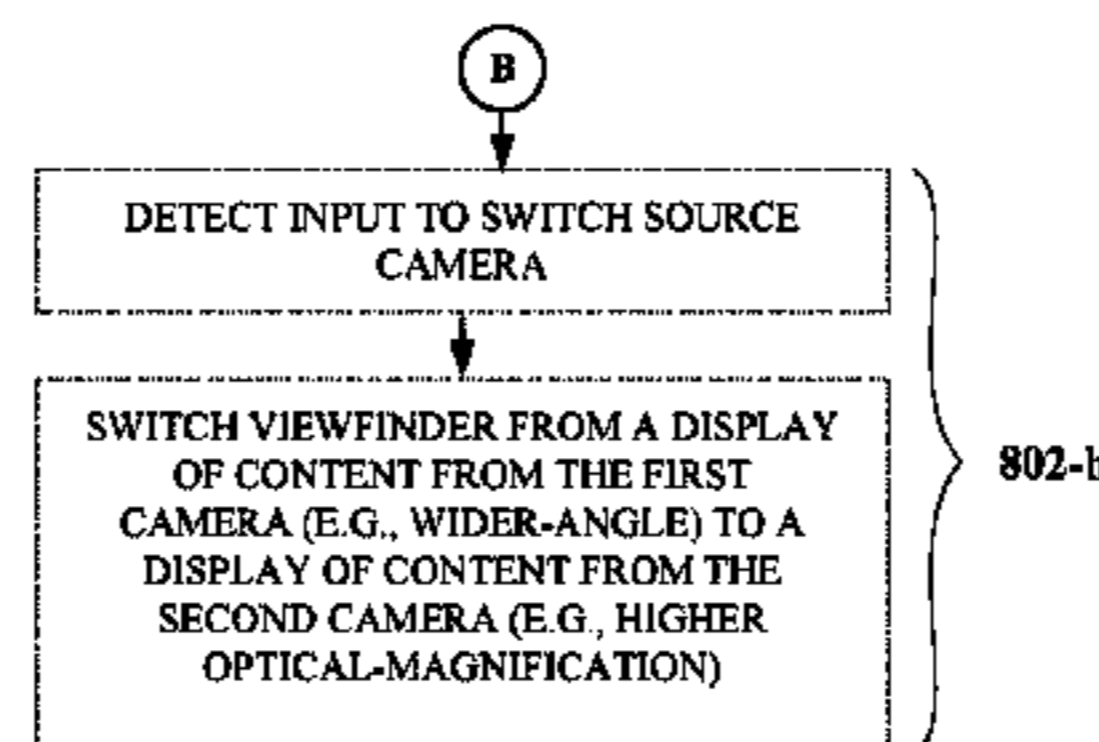 B
DETECT INPUT TO SWITCH SOURCE
CAMERA
SWITCH VIEWFINDER FROM A DISPLAY
OF CONTENT FROM THE FIRST
CAMERA (E.G., WIDER-ANGLE) TO A
DISPLAY OF CONTENT FROM THE
SECOND CAMERA (E.G., HIGHER
OPTICAL-MAGNIFICATION)
802-b